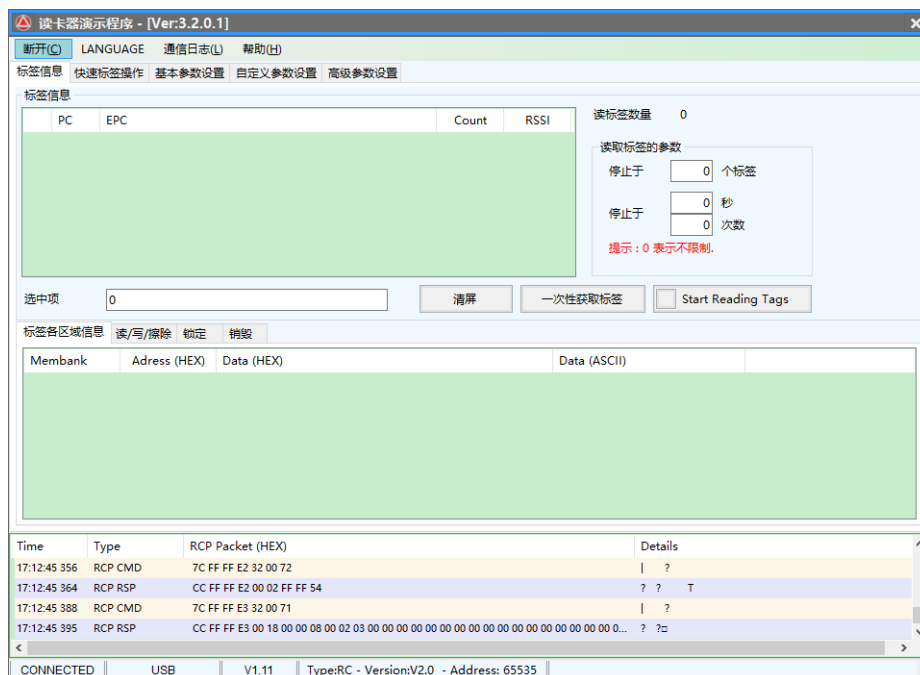 读卡器演示程序 - [Ver:3.2.0.1]
断开(C) LANGUAGE 通信日志(L) 帮助(H)
标签信息 快速标签操作 基本参数设置 自定义参数设置 高级参数设置
标签信息
PC EPC Count RSSI
读标签数量 0
读取标签的参数
停止于 0 个标签
停止于 0 秒
0 次数
提示：0 表示不限制.
选中项 0 清屏 一次性获取标签 Start Reading Tags
标签各区域信息 读/写/擦除 锁定 销毁
Membank Adress (HEX) Data (HEX) Data (ASCII)
Time Type RCP Packet (HEX) Details
17:12:45 356 RCP CMD 7C FF FF E2 32 00 72 | ?
17:12:45 364 RCP RSP CC FF FF E2 00 02 FF FF 54 ? ? T
17:12:45 388 RCP CMD 7C FF FF E3 32 00 71 | ?
17:12:45 395 RCP RSP CC FF FF E3 00 18 00 00 08 00 02 03 00 00 00 00 00 00 00 00 00 00 00 00 00 00 00 00 0... ? ?□
CONNECTED USB V1.11 Type:RC - Version:V2.0 - Address: 65535